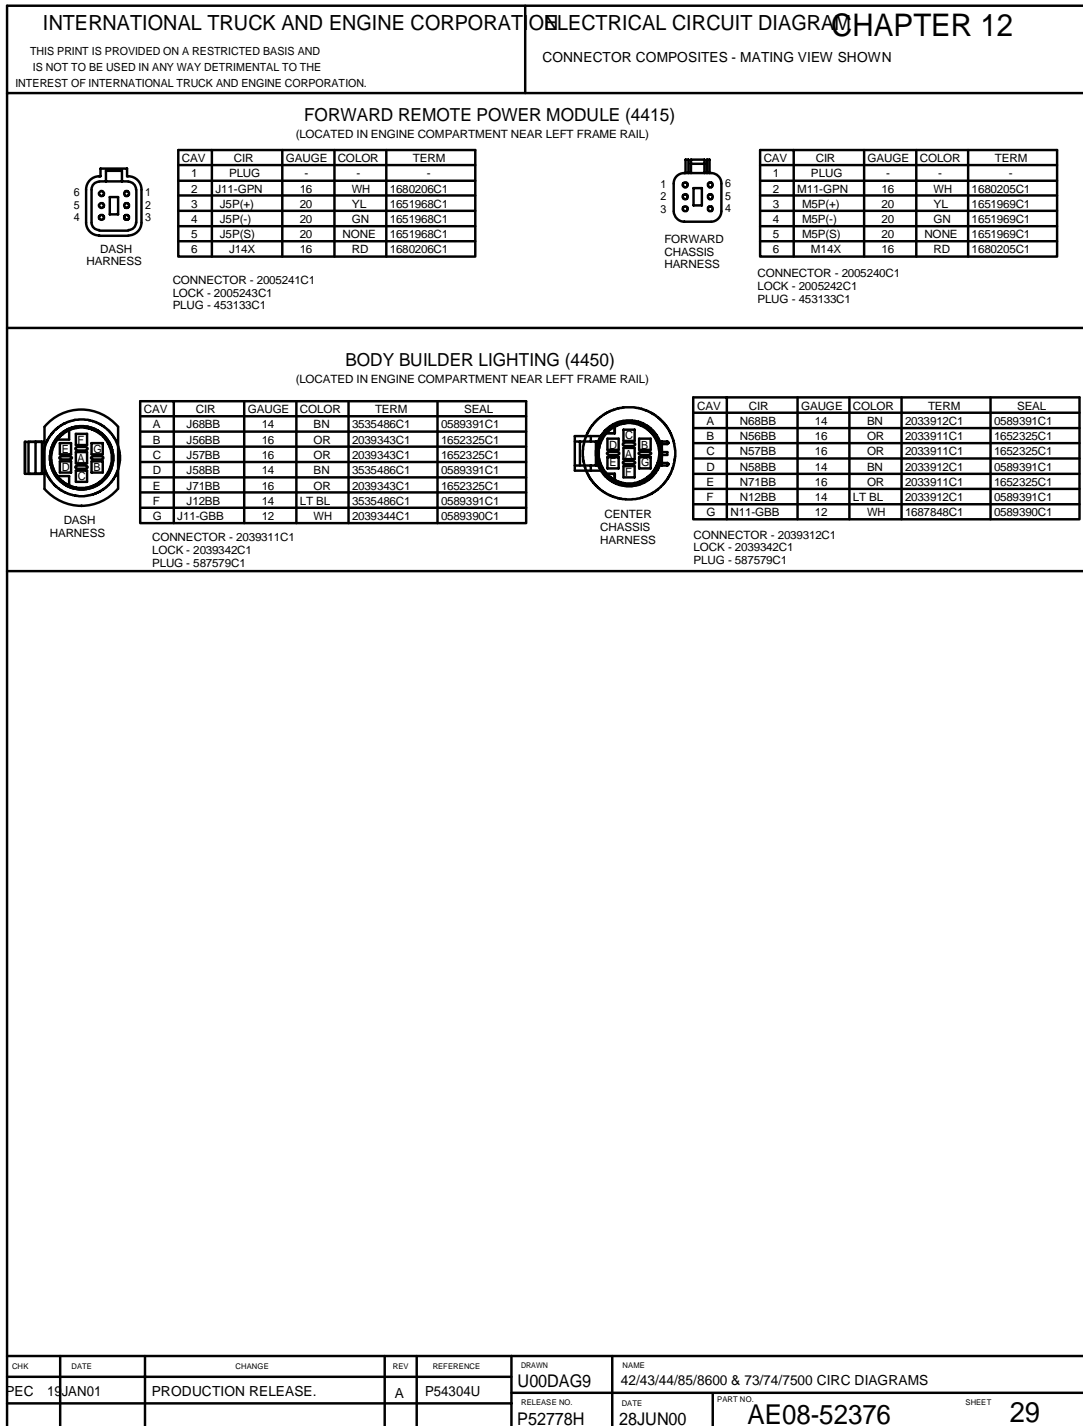 INTERNATIONAL TRUCK AND ENGINE CORPORATION
THIS PRINT IS PROVIDED ON A RESTRICTED BASIS AND
IS NOT TO BE USED IN ANY WAY DETRIMENTAL TO THE
INTEREST OF INTERNATIONAL TRUCK AND ENGINE CORPORATION.
ELECTRICAL CIRCUIT DIAGRAM
CHAPTER 12
CONNECTOR COMPOSITES - MATING VIEW SHOWN
FORWARD REMOTE POWER MODULE (4415)
(LOCATED IN ENGINE COMPARTMENT NEAR LEFT FRAME RAIL)
6 1
5 2
4 3
DASH
HARNESS
CAV CIR GAUGE COLOR TERM
1 PLUG - - -
2 J11-GPN 16 WH 1680206C1
3 J5P(+) 20 YL 1651968C1
4 J5P(-) 20 GN 1651968C1
5 J5P(S) 20 NONE 1651968C1
6 J14X 16 RD 1680206C1
CONNECTOR - 2005241C1
LOCK - 2005243C1
PLUG - 453133C1
1 6
2 5
3 4
FORWARD
CHASSIS
HARNESS
CAV CIR GAUGE COLOR TERM
1 PLUG - - -
2 M11-GPN 16 WH 1680205C1
3 M5P(+) 20 YL 1651969C1
4 M5P(-) 20 GN 1651969C1
5 M5P(S) 20 NONE 1651969C1
6 M14X 16 RD 1680205C1
CONNECTOR - 2005240C1
LOCK - 2005242C1
PLUG - 453133C1
BODY BUILDER LIGHTING (4450)
(LOCATED IN ENGINE COMPARTMENT NEAR LEFT FRAME RAIL)
F
E G
A
D B
C
DASH
HARNESS
CAV CIR GAUGE COLOR TERM SEAL
A J68BB 14 BN 3535486C1 0589391C1
B J56BB 16 OR 2039343C1 1652325C1
C J57BB 16 OR 2039343C1 1652325C1
D J58BB 14 BN 3535486C1 0589391C1
E J71BB 16 OR 2039343C1 1652325C1
F J12BB 14 LT BL 3535486C1 0589391C1
G J11-GBB 12 WH 2039344C1 0589390C1
CONNECTOR - 2039311C1
LOCK - 2039342C1
PLUG - 587579C1
C
D B
A
E G
F
CENTER
CHASSIS
HARNESS
CAV CIR GAUGE COLOR TERM SEAL
A N68BB 14 BN 2033912C1 0589391C1
B N56BB 16 OR 2033911C1 1652325C1
C N57BB 16 OR 2033911C1 1652325C1
D N58BB 14 BN 2033912C1 0589391C1
E N71BB 16 OR 2033911C1 1652325C1
F N12BB 14 LT BL 2033912C1 0589391C1
G N11-GBB 12 WH 1687848C1 0589390C1
CONNECTOR - 2039312C1
LOCK - 2039342C1
PLUG - 587579C1
CHK DATE CHANGE REV REFERENCE
PEC 19JAN01 PRODUCTION RELEASE. A P54304U
DRAWN
U00DAG9
NAME
42/43/44/85/8600 & 73/74/7500 CIRC DIAGRAMS
RELEASE NO.
P52778H
DATE
28JUN00
PART NO.
AE08-52376
SHEET 29